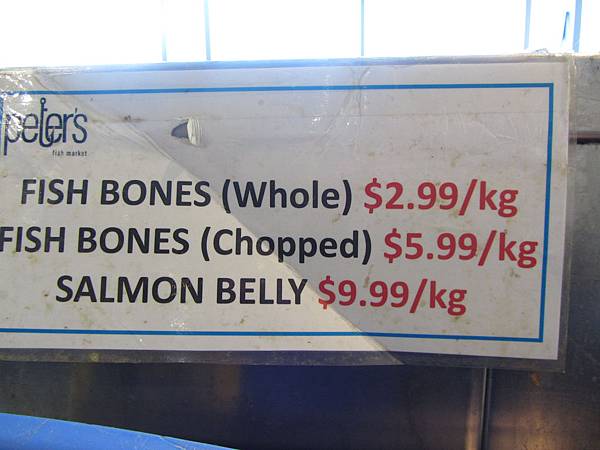 peter's
fish market
FISH BONES (Whole) $2.99/kg
FISH BONES (Chopped) $5.99/kg
SALMON BELLY $9.99/kg